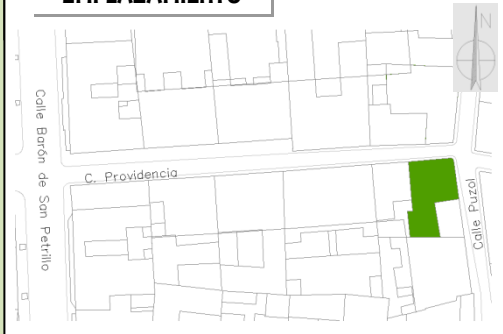 EMPLAZAMIENTO
N
C. Providencia
Calle Barón de San Petrillo
Calle Puzol